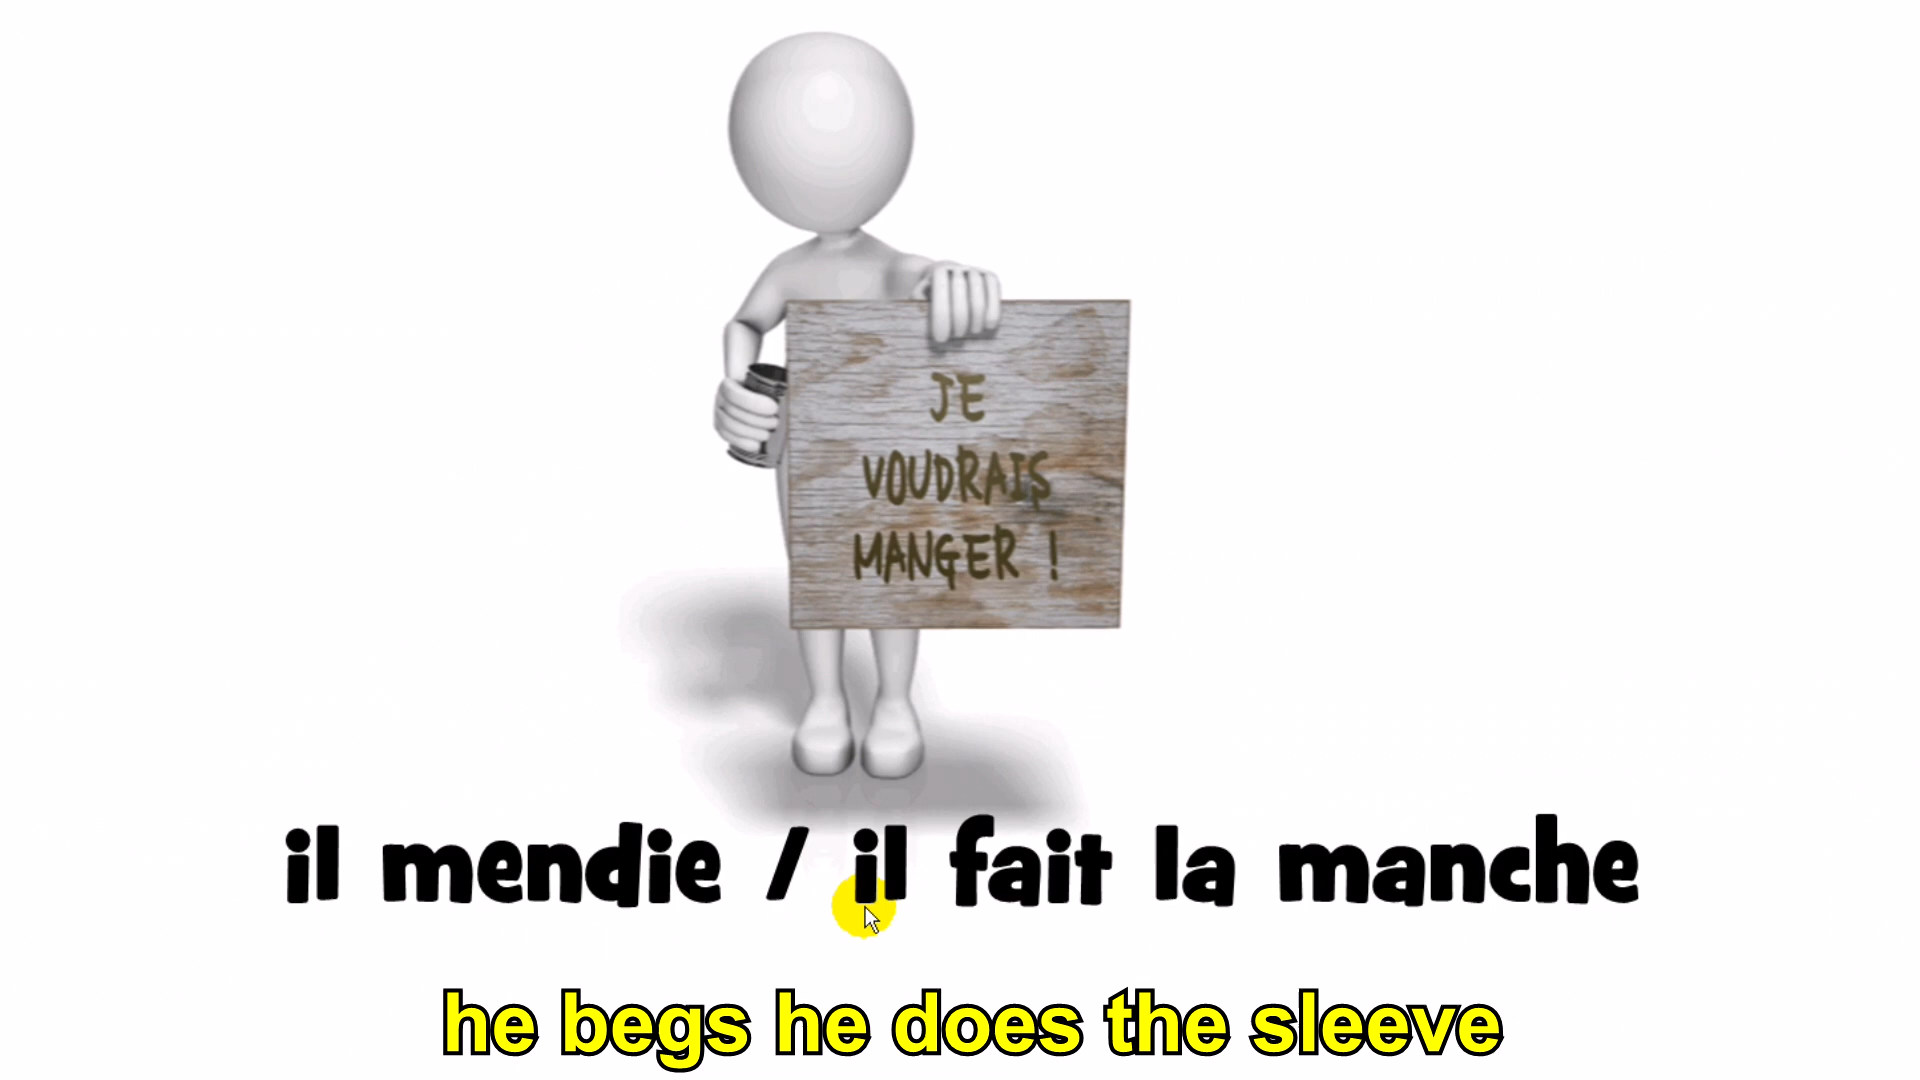 JE
VOUDRAIS
MANGER !
il mendie / il fait la manche
he begs he does the sleeve